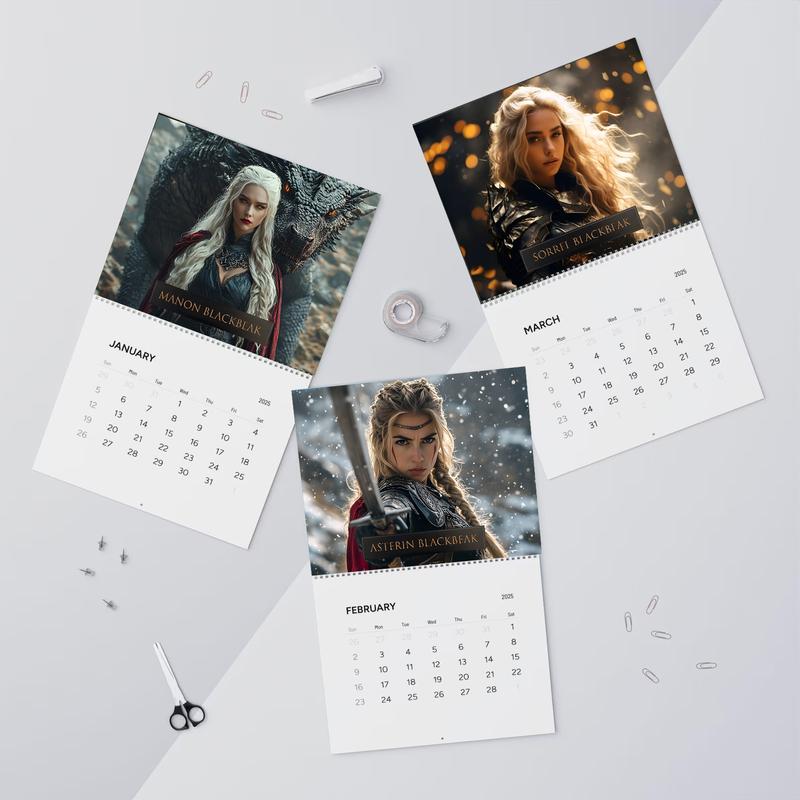 MANON BLACKBEAK
JANUARY
2025
Sun Mon Tue Wed Thu Fri Sat
29 30 31 1 2 3 4
5 6 7 8 9 10 11
12 13 14 15 16 17 18
19 20 21 22 23 24 25
26 27 28 29 30 31 1
SORREL BLACKBEAK
MARCH
2025
Sun Mon Tue Wed Thu Fri Sat
23 24 25 26 27 28 1
2 3 4 5 6 7 8
9 10 11 12 13 14 15
16 17 18 19 20 21 22
23 24 25 26 27 28 29
30 31 1 2 3 4 5
ASTERIN BLACKBEAK
FEBRUARY
2025
Sun Mon Tue Wed Thu Fri Sat
26 27 28 29 30 31 1
2 3 4 5 6 7 8
9 10 11 12 13 14 15
16 17 18 19 20 21 22
23 24 25 26 27 28 1